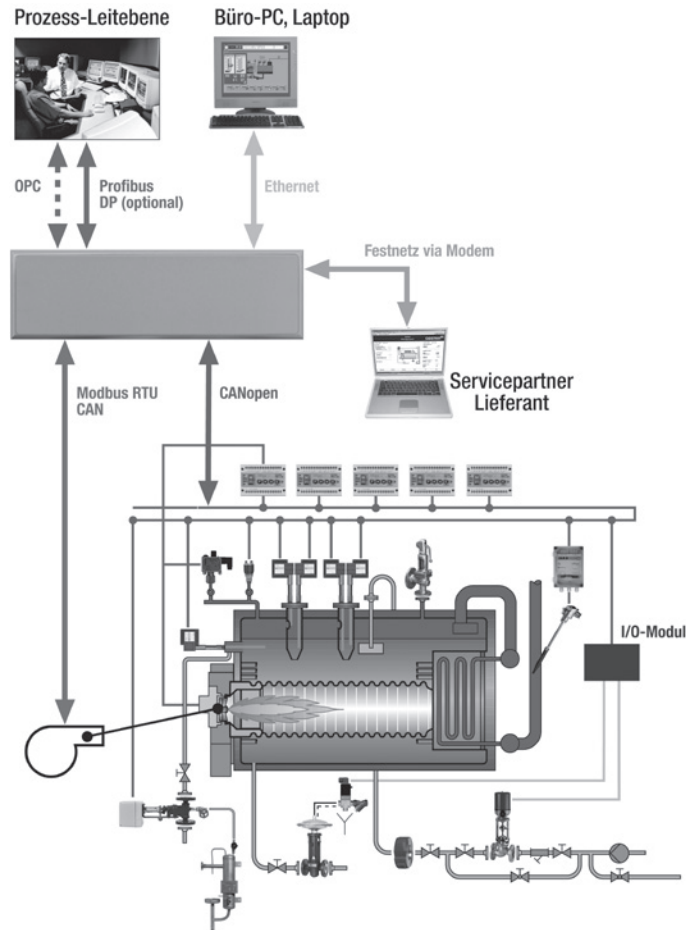 Prozess-Leitebene
Büro-PC, Laptop
OPC
Profibus
DP (optional)
Ethernet
Festnetz via Modem
Servicepartner
Lieferant
Modbus RTU
CAN
CANopen
I/O-Modul